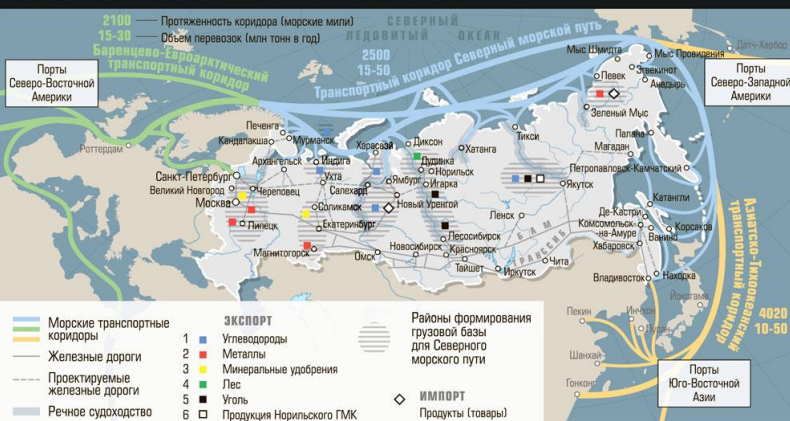 2100 — Протяженность коридора (морские мили)
15-30 — Объем перевозок (млн тонн в год)
СЕВЕРНЫЙ
ЛЕДОВИТЫЙ ОКЕАН
Баренцево-Евроарктический
транспортный коридор
2500
15-50
Транспортный коридор Северный морской путь
Порты
Северо-Восточной
Америки
Порты
Северо-Западной
Америки
Датч-Харбор
Мыс Шмидта
Мыс Провидения
Певек
Эгвекинот
Анадырь
Зеленый Мыс
Роттердам
Печенга
Кандалакша
Мурманск
Харасавэй
Диксон
Хатанга
Тикси
Палана
Магадан
Санкт-Петербург
Архангельск
Индига
Дудинка
Норильск
Петропавловск-Камчатский
Великий Новгород
Череповец
Ухта
Салехард
Ямбург
Игарка
Якутск
Москва
Соликамск
Новый Уренгой
Ленск
Катангли
Липецк
Екатеринбург
Лесосибирск
БАМ
ТРАНССИБ
Де-Кастри
Комсомольск-
-на-Амуре
Корсаков
Ванино
Хабаровск
Магнитогорск
Омск
Новосибирск
Красноярск
Тайшет
Иркутск
Чита
Владивосток
Находка
Азиатско-Тихоокеанский
транспортный коридор
4020
10-50
Йокогама
Пекин
Инчхон
Пусан
Шанхай
Гонконг
Порты
Юго-Восточной
Азии
Морские транспортные
коридоры
Железные дороги
Проектируемые
железные дороги
Речное судоходство
ЭКСПОРТ
1 Углеводороды
2 Металлы
3 Минеральные удобрения
4 Лес
5 Уголь
6 Продукция Норильского ГМК
Районы формирования
грузовой базы
для Северного
морского пути
ИМПОРТ
Продукты (товары)